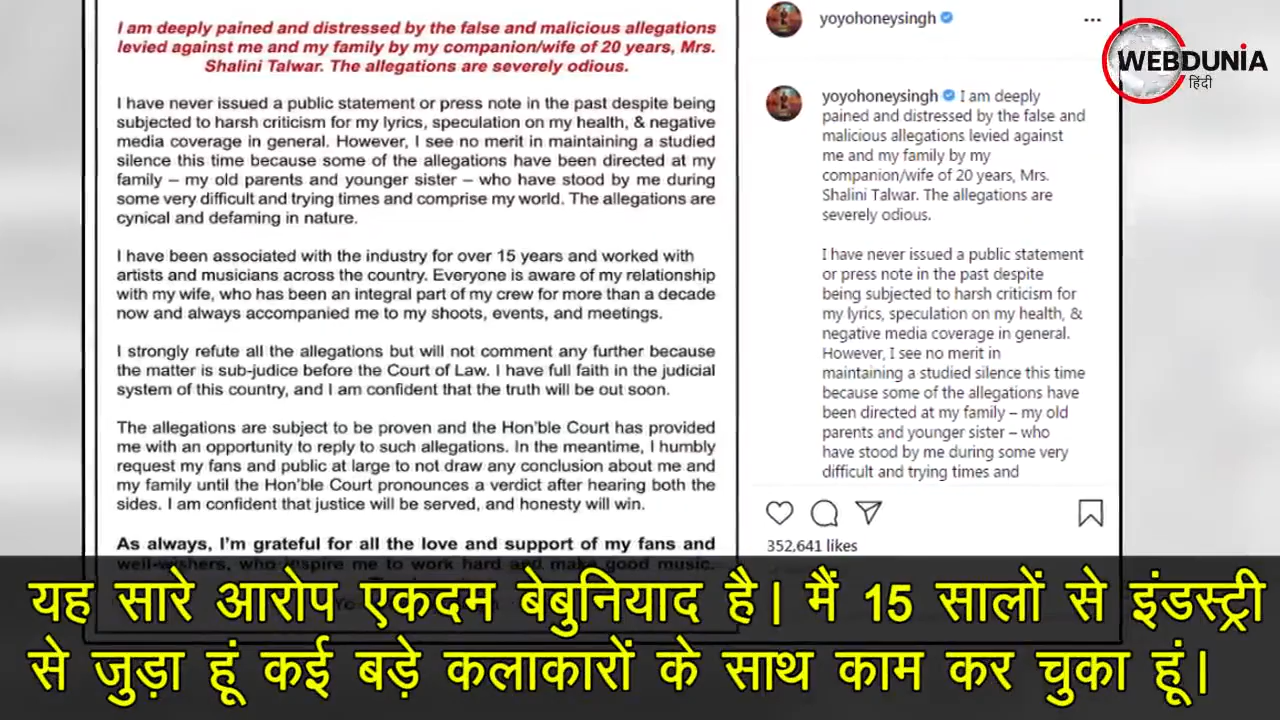 I am deeply pained and distressed by the false and malicious allegations
levied against me and my family by my companion/wife of 20 years, Mrs.
Shalini Talwar. The allegations are severely odious.
I have never issued a public statement or press note in the past despite being
subjected to harsh criticism for my lyrics, speculation on my health, & negative
media coverage in general. However, I see no merit in maintaining a studied
silence this time because some of the allegations have been directed at my
family – my old parents and younger sister – who have stood by me during
some very difficult and trying times and comprise my world. The allegations are
cynical and defaming in nature.
I have been associated with the industry for over 15 years and worked with
artists and musicians across the country. Everyone is aware of my relationship
with my wife, who has been an integral part of my crew for more than a decade
now and always accompanied me to my shoots, events, and meetings.
I strongly refute all the allegations but will not comment any further because
the matter is sub-judice before the Court of Law. I have full faith in the judicial
system of this country, and I am confident that the truth will be out soon.
The allegations are subject to be proven and the Hon'ble Court has provided
me with an opportunity to reply to such allegations. In the meantime, I humbly
request my fans and public at large to not draw any conclusion about me and
my family until the Hon'ble Court pronounces a verdict after hearing both the
sides. I am confident that justice will be served, and honesty will win.
As always, I'm grateful for all the love and support of my fans and
well-wishers, who inspire me to work hard and make good music.
yoyohoneysingh
yoyohoneysingh I am deeply
pained and distressed by the false and
malicious allegations levied against
me and my family by my
companion/wife of 20 years, Mrs.
Shalini Talwar. The allegations are
severely odious.
I have never issued a public statement
or press note in the past despite
being subjected to harsh criticism for
my lyrics, speculation on my health, &
negative media coverage in general.
However, I see no merit in
maintaining a studied silence this time
because some of the allegations have
been directed at my family – my old
parents and younger sister – who
have stood by me during some very
difficult and trying times and
352,641 likes
WEBDUNIA
हिंदी
यह सारे आरोप एकदम बेबुनियाद है| मैं 15 सालों से इंडस्ट्री
से जुड़ा हूं कई बड़े कलाकारों के साथ काम कर चुका हूं|